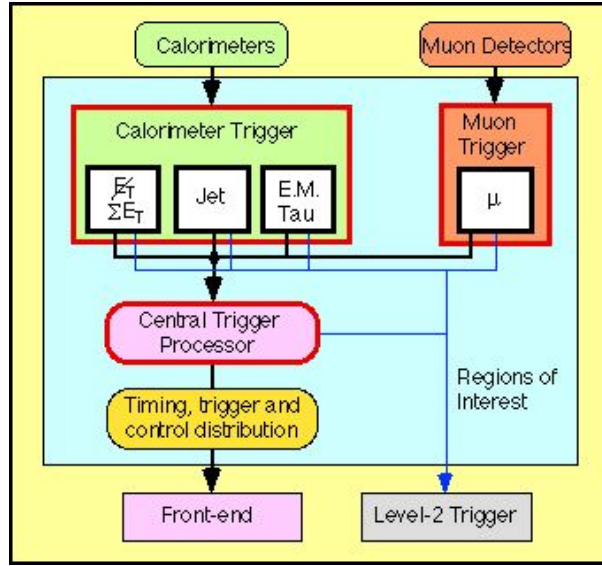 Calorimeters
Muon Detectors
Calorimeter Trigger
Muon
Trigger
E̸T
ΣET
Jet
E.M.
Tau
μ
Central Trigger
Processor
Regions of
Interest
Timing, trigger and
control distribution
Front-end
Level-2 Trigger